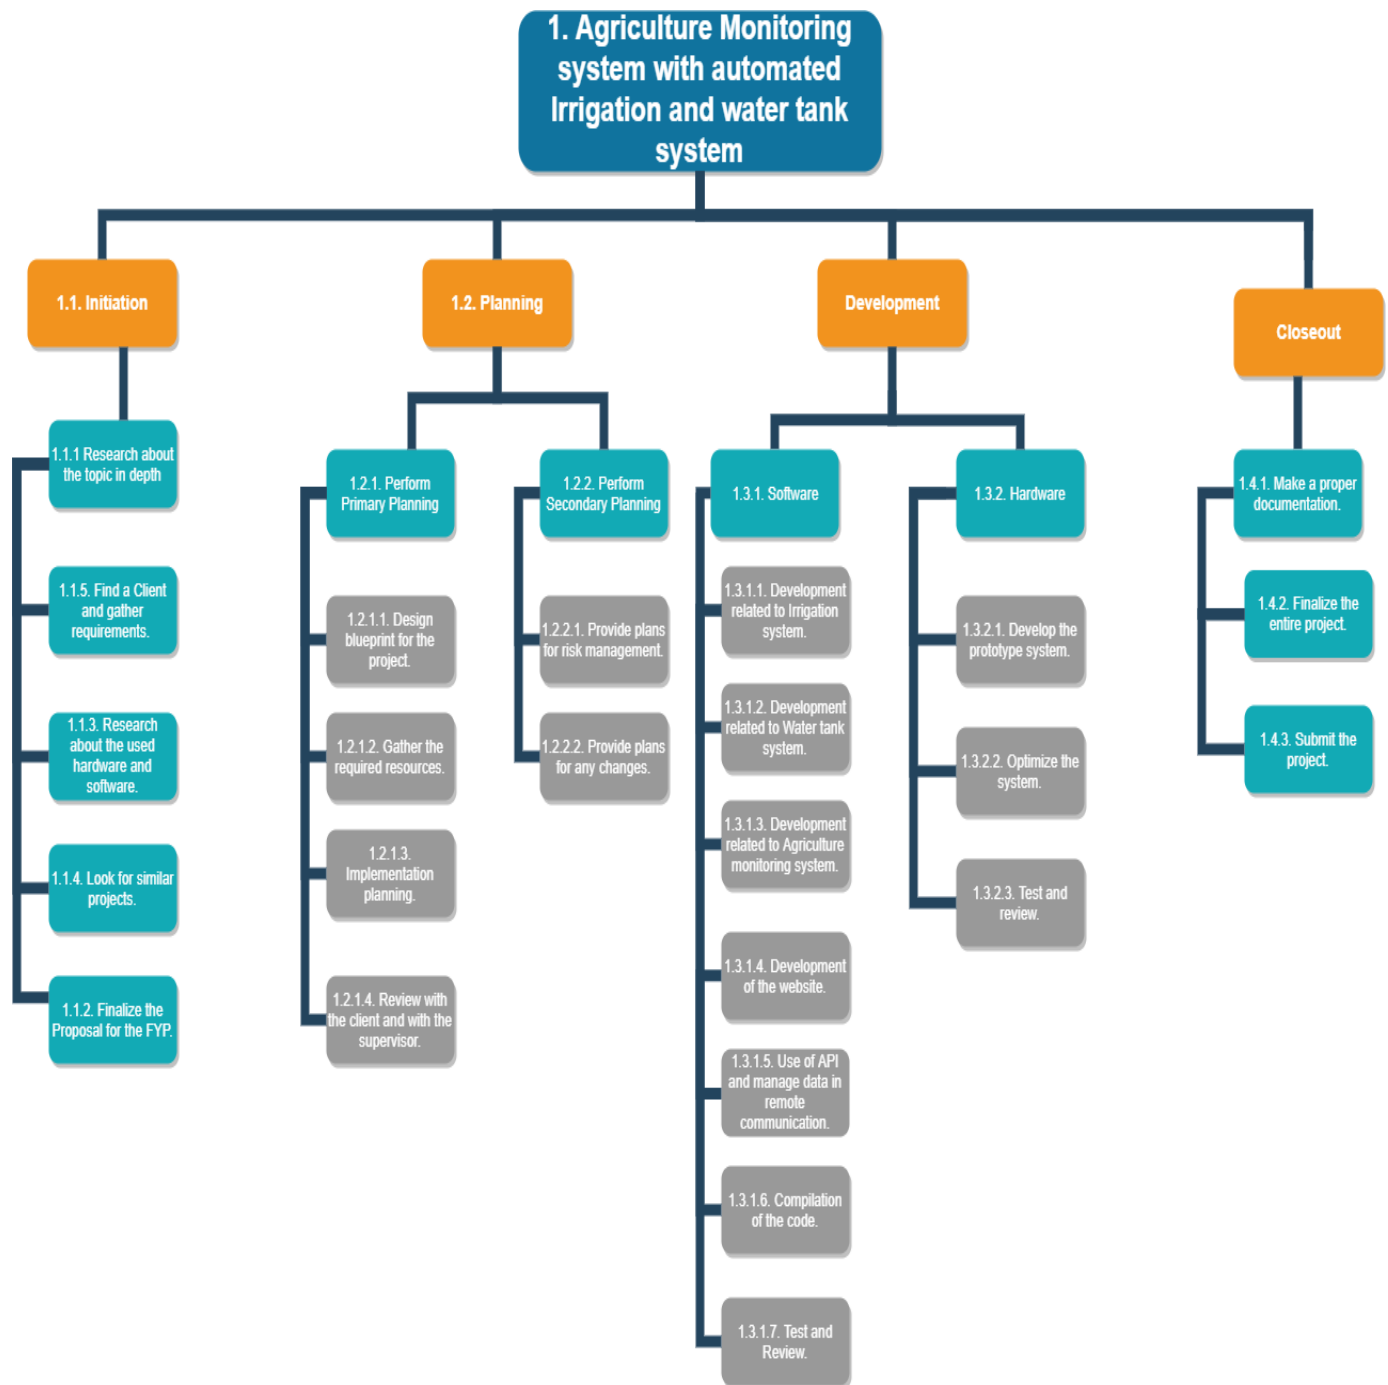 1. Agriculture Monitoring
system with automated
Irrigation and water tank
system
1.1. Initiation
1.1.1 Research about
the topic in depth
1.1.5. Find a Client
and gather
requirements.
1.1.3. Research
about the used
hardware and
software.
1.1.4. Look for similar
projects.
1.1.2. Finalize the
Proposal for the FYP.
1.2. Planning
1.2.1. Perform
Primary Planning
1.2.1.1. Design
blueprint for the
project.
1.2.1.2. Gather the
required resources.
1.2.1.3.
Implementation
planning.
1.2.1.4. Review with
the client and with the
supervisor.
1.2.2. Perform
Secondary Planning
1.2.2.1. Provide plans
for risk management.
1.2.2.2. Provide plans
for any changes.
Development
1.3.1. Software
1.3.1.1. Development
related to Irrigation
system.
1.3.1.2. Development
related to Water tank
system.
1.3.1.3. Development
related to Agriculture
monitoring system.
1.3.1.4. Development
of the website.
1.3.1.5. Use of API
and manage data in
remote
communication.
1.3.1.6. Compilation
of the code.
1.3.1.7. Test and
Review.
1.3.2. Hardware
1.3.2.1. Develop the
prototype system.
1.3.2.2. Optimize the
system.
1.3.2.3. Test and
review.
Closeout
1.4.1. Make a proper
documentation.
1.4.2. Finalize the
entire project.
1.4.3. Submit the
project.